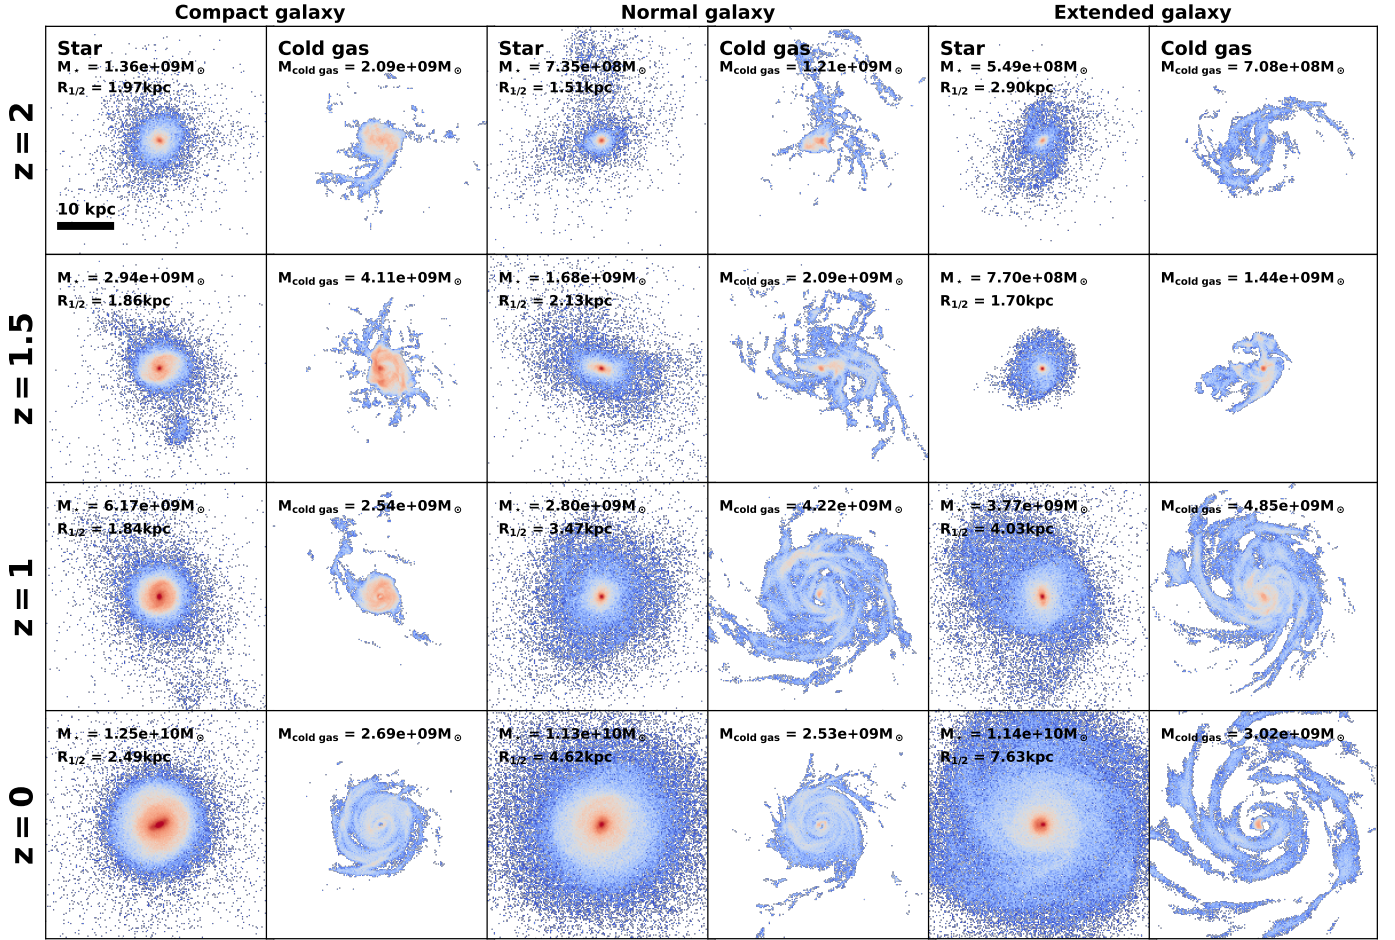 Compact galaxy Normal galaxy Extended galaxy
z = 2
Star
M⋆ = 1.36e+09M⊙
R1/2 = 1.97kpc
10 kpc
Cold gas
Mcold gas = 2.09e+09M⊙
Star
M⋆ = 7.35e+08M⊙
R1/2 = 1.51kpc
Cold gas
Mcold gas = 1.21e+09M⊙
Star
M⋆ = 5.49e+08M⊙
R1/2 = 2.90kpc
Cold gas
Mcold gas = 7.08e+08M⊙
z = 1.5
M⋆ = 2.94e+09M⊙
R1/2 = 1.86kpc
Mcold gas = 4.11e+09M⊙
M⋆ = 1.68e+09M⊙
R1/2 = 2.13kpc
Mcold gas = 2.09e+09M⊙
M⋆ = 7.70e+08M⊙
R1/2 = 1.70kpc
Mcold gas = 1.44e+09M⊙
z = 1
M⋆ = 6.17e+09M⊙
R1/2 = 1.84kpc
Mcold gas = 2.54e+09M⊙
M⋆ = 2.80e+09M⊙
R1/2 = 3.47kpc
Mcold gas = 4.22e+09M⊙
M⋆ = 3.77e+09M⊙
R1/2 = 4.03kpc
Mcold gas = 4.85e+09M⊙
z = 0
M⋆ = 1.25e+10M⊙
R1/2 = 2.49kpc
Mcold gas = 2.69e+09M⊙
M⋆ = 1.13e+10M⊙
R1/2 = 4.62kpc
Mcold gas = 2.53e+09M⊙
M⋆ = 1.14e+10M⊙
R1/2 = 7.63kpc
Mcold gas = 3.02e+09M⊙